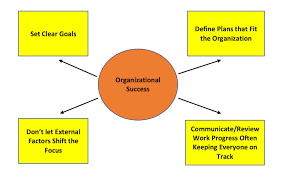 Set Clear Goals
Define Plans that Fit
the Organization
Organizational
Success
Don't let External
Factors Shift the
Focus
Communicate/Review
Work Progress Often
Keeping Everyone on
Track